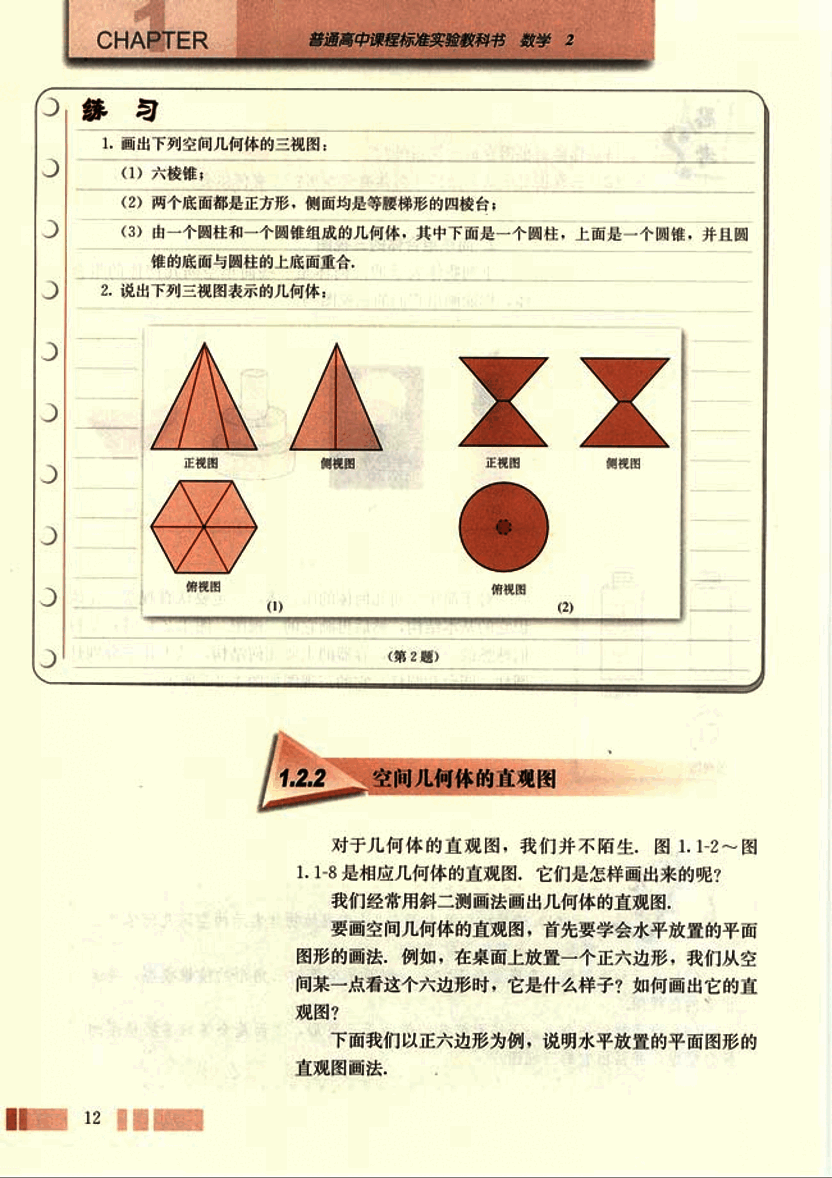 1
CHAPTER
普通高中课程标准实验教科书 数学 2
练 习
1. 画出下列空间几何体的三视图：
（1）六棱锥；
（2）两个底面都是正方形，侧面均是等腰梯形的四棱台；
（3）由一个圆柱和一个圆锥组成的几何体，其中下面是一个圆柱，上面是一个圆锥，并且圆
锥的底面与圆柱的上底面重合.
2. 说出下列三视图表示的几何体：
正视图 侧视图 正视图 侧视图
俯视图 俯视图
(1) (2)
（第 2 题）
1.2.2 空间几何体的直观图
对于几何体的直观图，我们并不陌生. 图 1.1-2～图
1.1-8 是相应几何体的直观图. 它们是怎样画出来的呢？
我们经常用斜二测画法画出几何体的直观图.
要画空间几何体的直观图，首先要学会水平放置的平面
图形的画法. 例如，在桌面上放置一个正六边形，我们从空
间某一点看这个六边形时，它是什么样子？如何画出它的直
观图？
下面我们以正六边形为例，说明水平放置的平面图形的
直观图画法.
12